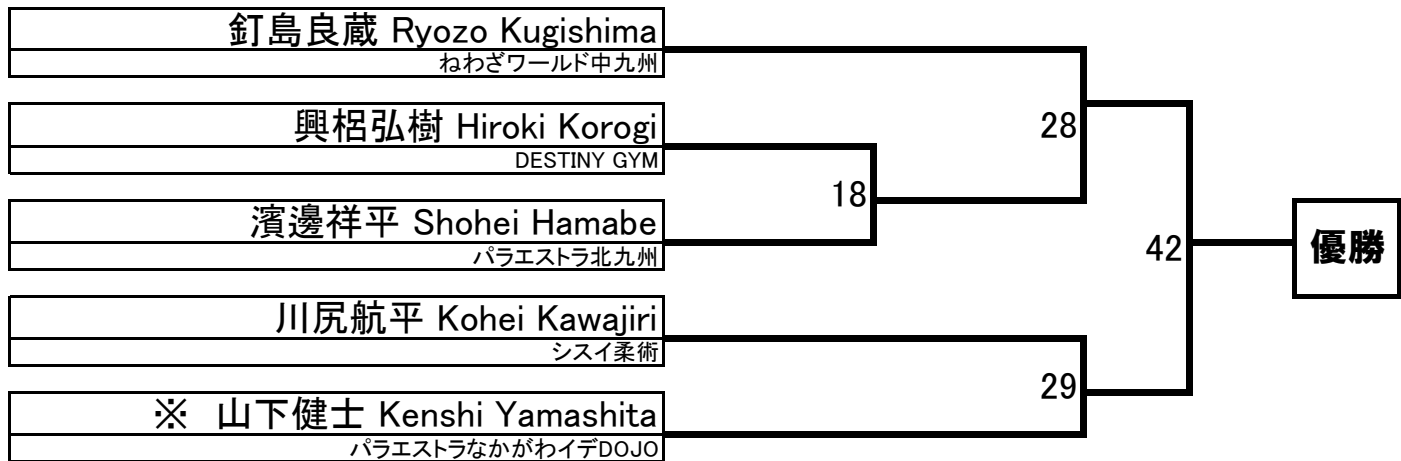 釘島良蔵 Ryozo Kugishima
ねわざワールド中九州
興梠弘樹 Hiroki Korogi
DESTINY GYM
濱邊祥平 Shohei Hamabe
パラエストラ北九州
川尻航平 Kohei Kawajiri
シスイ柔術
※ 山下健士 Kenshi Yamashita
パラエストラなかがわイデDOJO
18
28
29
42
優勝